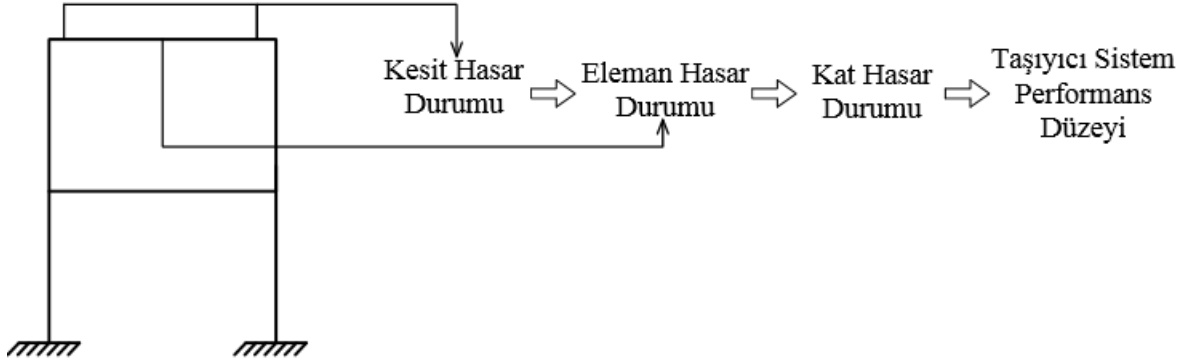 Kesit Hasar
Durumu
Eleman Hasar
Durumu
Kat Hasar
Durumu
Taşıyıcı Sistem
Performans
Düzeyi